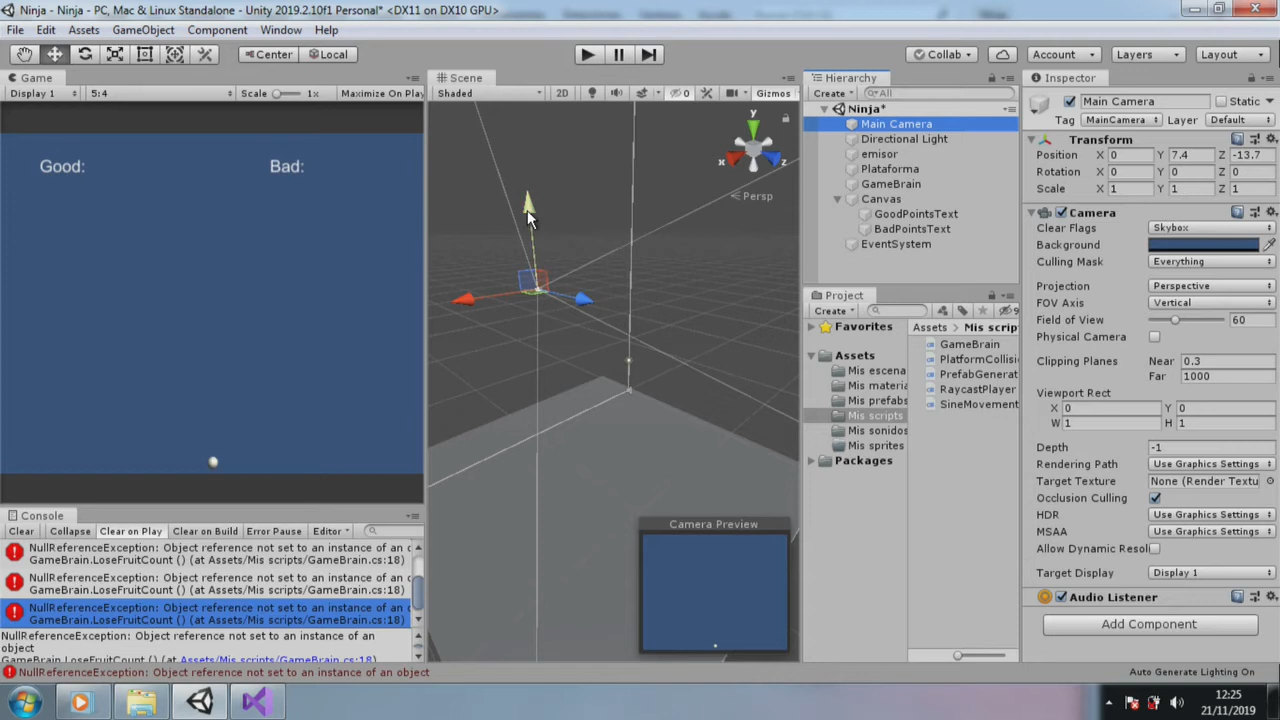 Ninja - Ninja - PC, Mac & Linux Standalone - Unity 2019.2.10f1 Personal* <DX11 on DX10 GPU>
File Edit Assets GameObject Component Window Help
Center Local Collab Account Layers Layout
Game
Display 1 5:4 Scale 1x Maximize On Play
Good: Bad:
Scene
Shaded 2D 0 Gizmos
y
x
z
Persp
Camera Preview
Hierarchy
Create All
Ninja*
Main Camera
Directional Light
emisor
Plataforma
GameBrain
Canvas
GoodPointsText
BadPointsText
EventSystem
Project
Create 9
Favorites
Assets
Mis escena
Mis materia
Mis prefabs
Mis scripts
Mis sonidos
Mis sprites
Packages
Assets Mis scrip
GameBrain
PlatformCollisi
PrefabGenerat
RaycastPlayer
SineMovement
Inspector
Main Camera Static
Tag MainCamera Layer Default
Transform
Position X 0 Y 7.4 Z -13.7
Rotation X 0 Y 0 Z 0
Scale X 1 Y 1 Z 1
Camera
Clear Flags Skybox
Background
Culling Mask Everything
Projection Perspective
FOV Axis Vertical
Field of View 60
Physical Camera
Clipping Planes Near 0.3
Far 1000
Viewport Rect
X 0 Y 0
W 1 H 1
Depth -1
Rendering Path Use Graphics Settings
Target Texture None (Render Textu
Occlusion Culling
HDR Use Graphics Settings
MSAA Use Graphics Settings
Allow Dynamic Resol
Target Display Display 1
Audio Listener
Add Component
Console
Clear Collapse Clear on Play Clear on Build Error Pause Editor
NullReferenceException: Object reference not set to an instance of an o
GameBrain.LoseFruitCount () (at Assets/Mis scripts/GameBrain.cs:18)
NullReferenceException: Object reference not set to an instance of an o
GameBrain.LoseFruitCount () (at Assets/Mis scripts/GameBrain.cs:18)
NullReferenceException: Object reference not set to an instance of an o
GameBrain.LoseFruitCount () (at Assets/Mis scripts/GameBrain.cs:18)
NullReferenceException: Object reference not set to an instance of an
object
GameBrain.LoseFruitCount () (at Assets/Mis scripts/GameBrain.cs:18)
NullReferenceException: Object reference not set to an instance of an object
Auto Generate Lighting On
12:25
21/11/2019